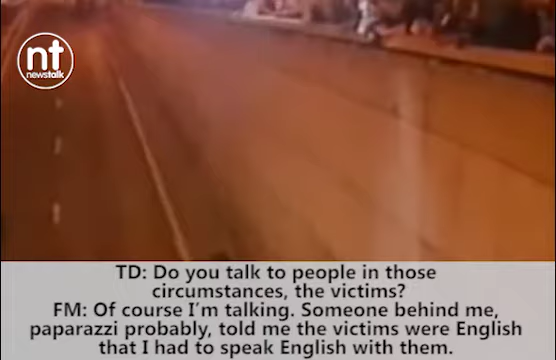 nt
newstalk
TD: Do you talk to people in those
circumstances, the victims?
FM: Of course I'm talking. Someone behind me,
paparazzi probably, told me the victims were English
that I had to speak English with them.